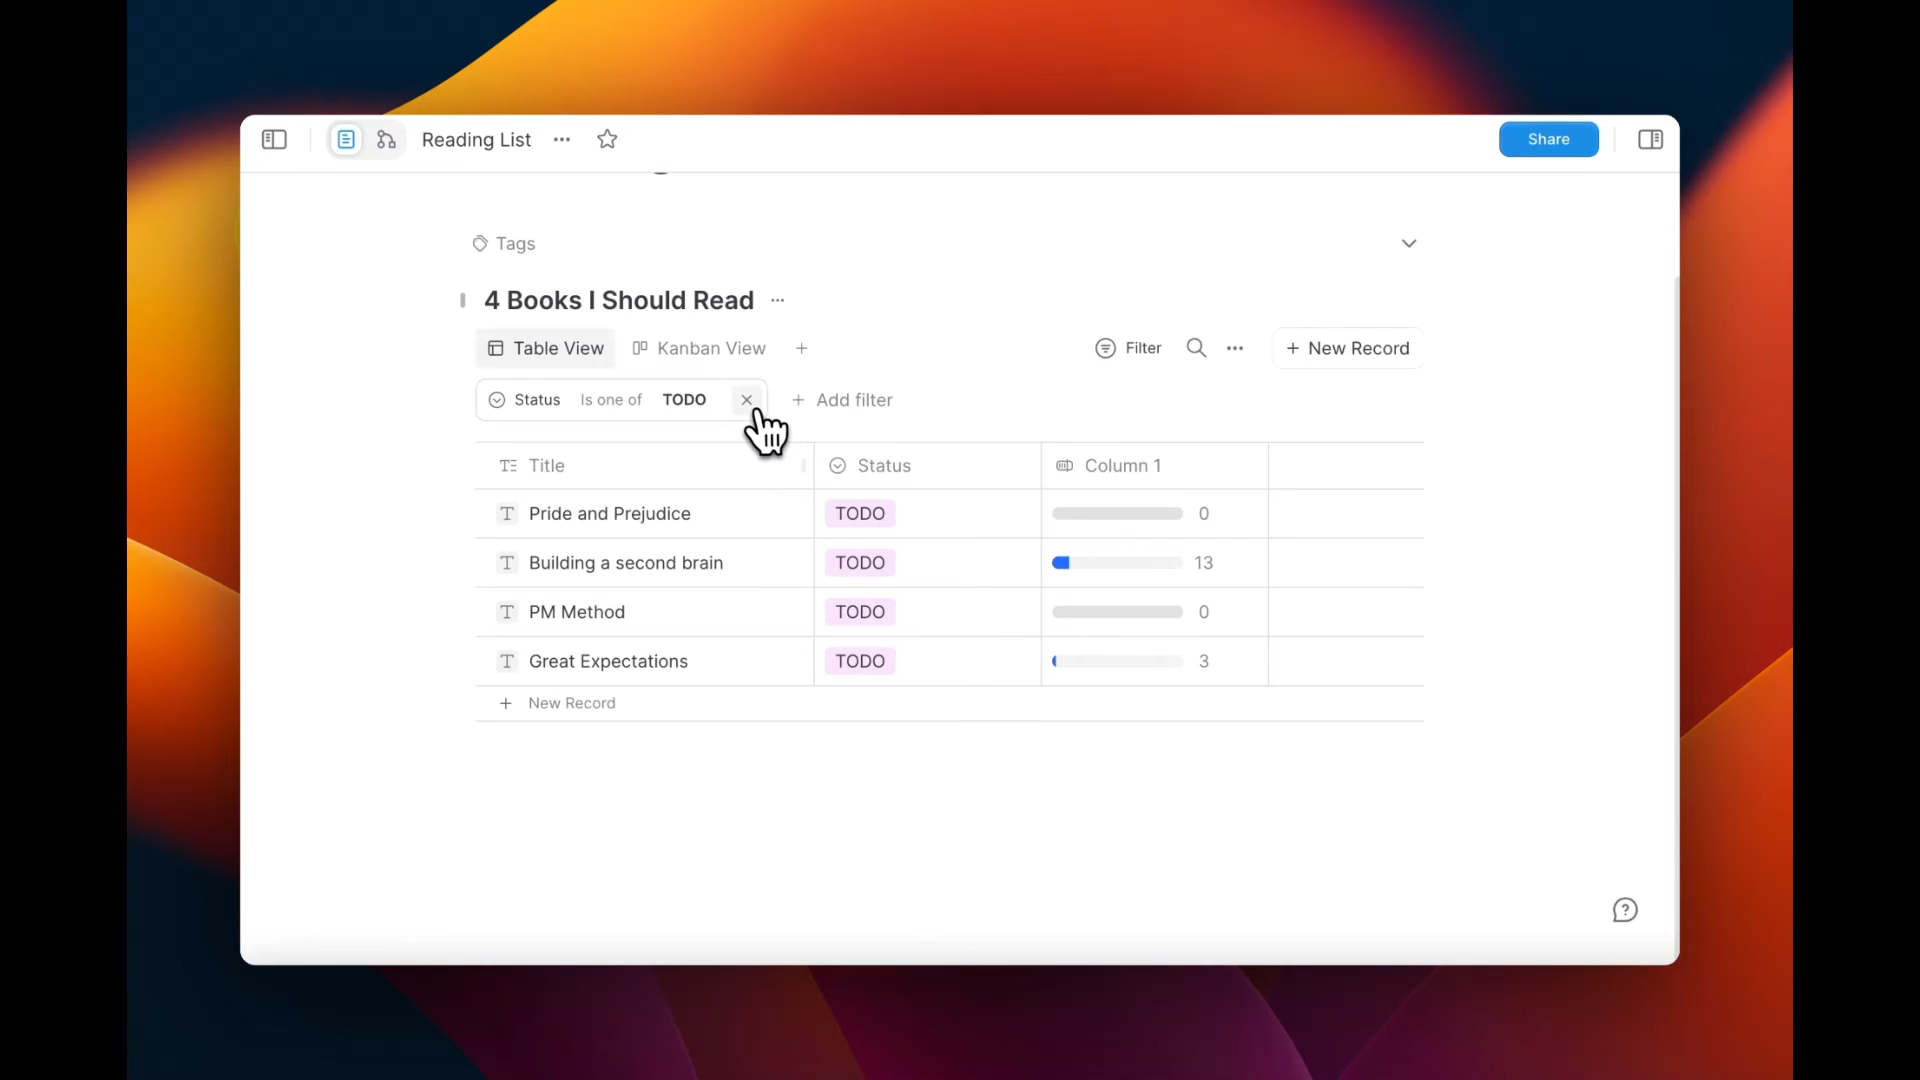 Reading List
Share
Tags
4 Books I Should Read
Table View Kanban View Filter New Record
Status Is one of TODO Add filter
Title Status Column 1
Pride and Prejudice TODO 0
Building a second brain TODO 13
PM Method TODO 0
Great Expectations TODO 3
New Record